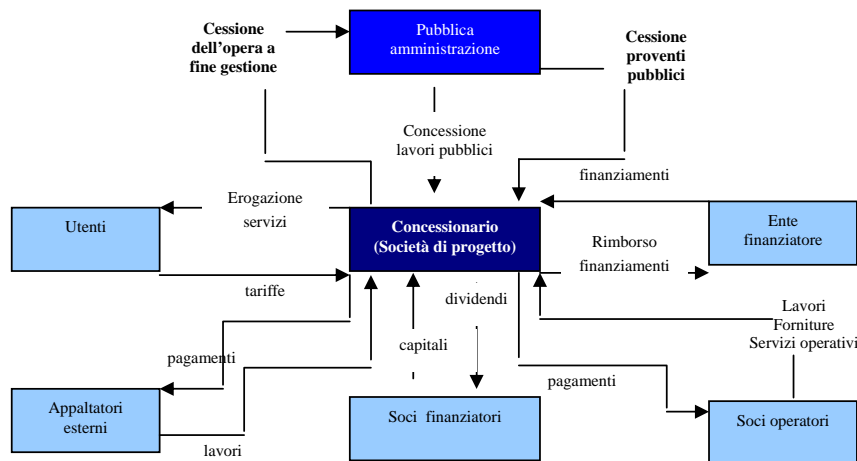 Cessione
dell'opera a
fine gestione
Pubblica
amministrazione
Cessione
proventi
pubblici
Concessione
lavori pubblici
finanziamenti
Erogazione
servizi
Utenti
Concessionario
(Società di progetto)
Ente
finanziatore
Rimborso
finanziamenti
tariffe
dividendi
Lavori
Forniture
Servizi operativi
pagamenti
capitali
pagamenti
Appaltatori
esterni
Soci finanziatori
Soci operatori
lavori